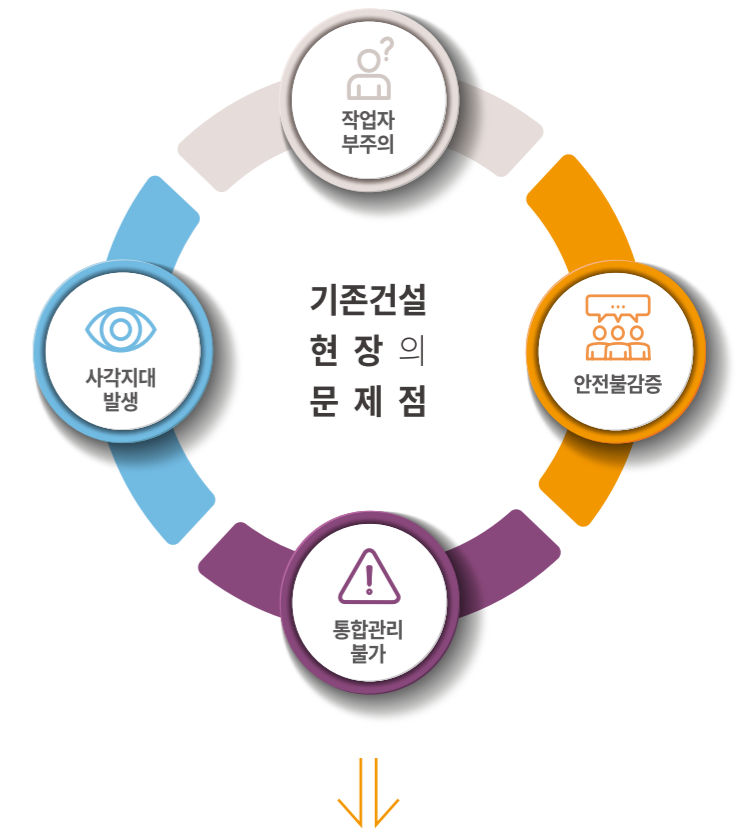 작업자
부주의
기존건설
현장의
문제점
사각지대
발생
안전불감증
통합관리
불가